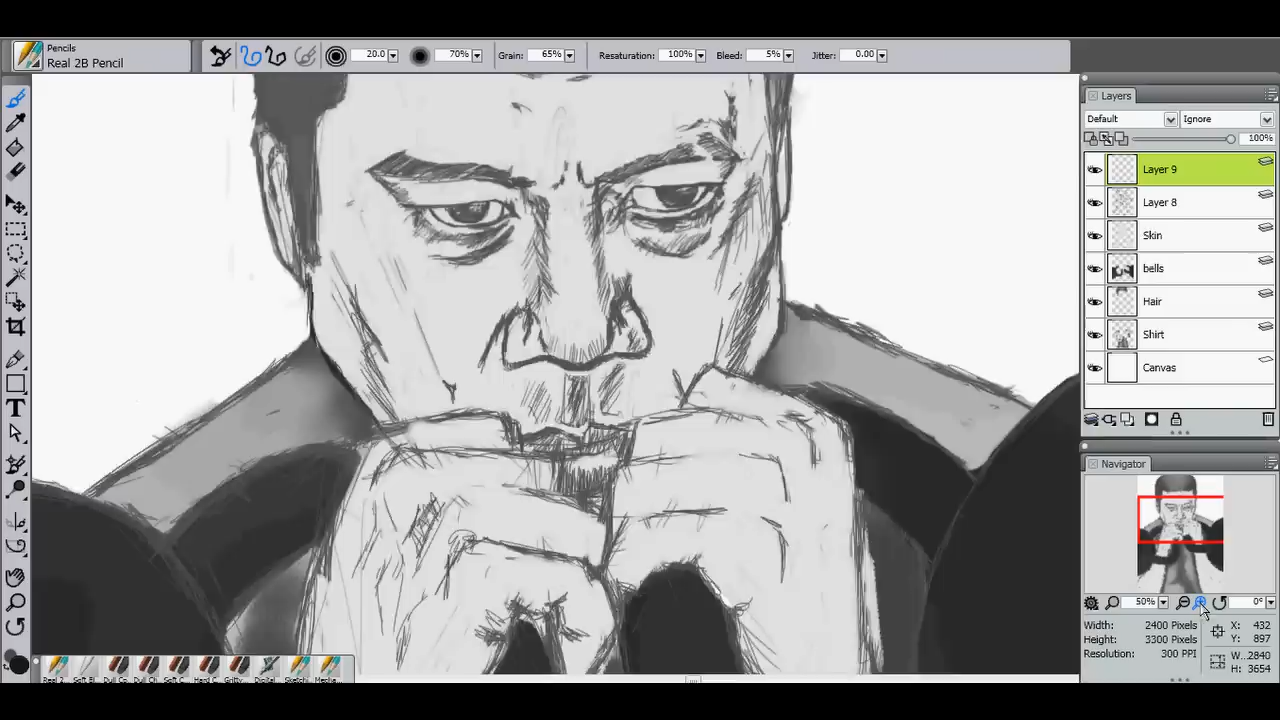 Pencils
Real 2B Pencil
20.0
70%
Grain: 65%
Resaturation: 100%
Bleed: 5%
Jitter: 0.00
Layers
Default
Ignore
100%
Layer 9
Layer 8
Skin
bells
Hair
Shirt
Canvas
Navigator
50%
0°
Width: 2400 Pixels
Height: 3300 Pixels
Resolution: 300 PPI
X: 432
Y: 897
W...2840
H: 3654
T